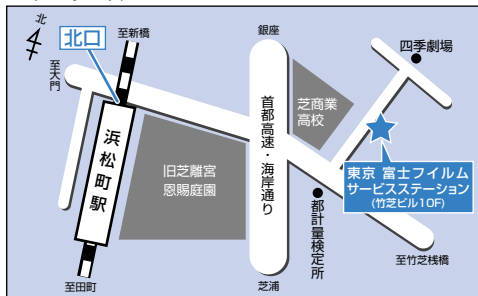 北
至新橋
北口
至大門
浜松町駅
至田町
旧芝離宮
恩賜庭園
銀座
首都高速・海岸通り
芝浦
芝商業
高校
四季劇場
東京 富士フイルム
サービスステーション
(竹芝ビル10F)
都計量検定所
至竹芝桟橋